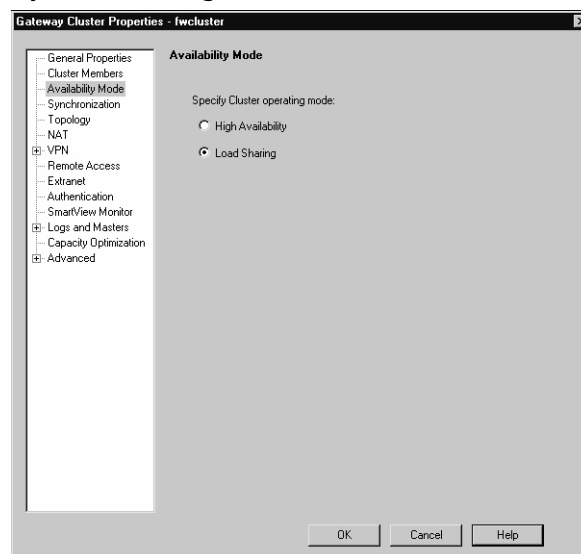 Gateway Cluster Properties - fwcluster
General Properties
Cluster Members
Availability Mode
Synchronization
Topology
NAT
VPN
Remote Access
Extranet
Authentication
SmartView Monitor
Logs and Masters
Capacity Optimization
Advanced
Availability Mode
Specify Cluster operating mode:
High Availability
Load Sharing
OK Cancel Help